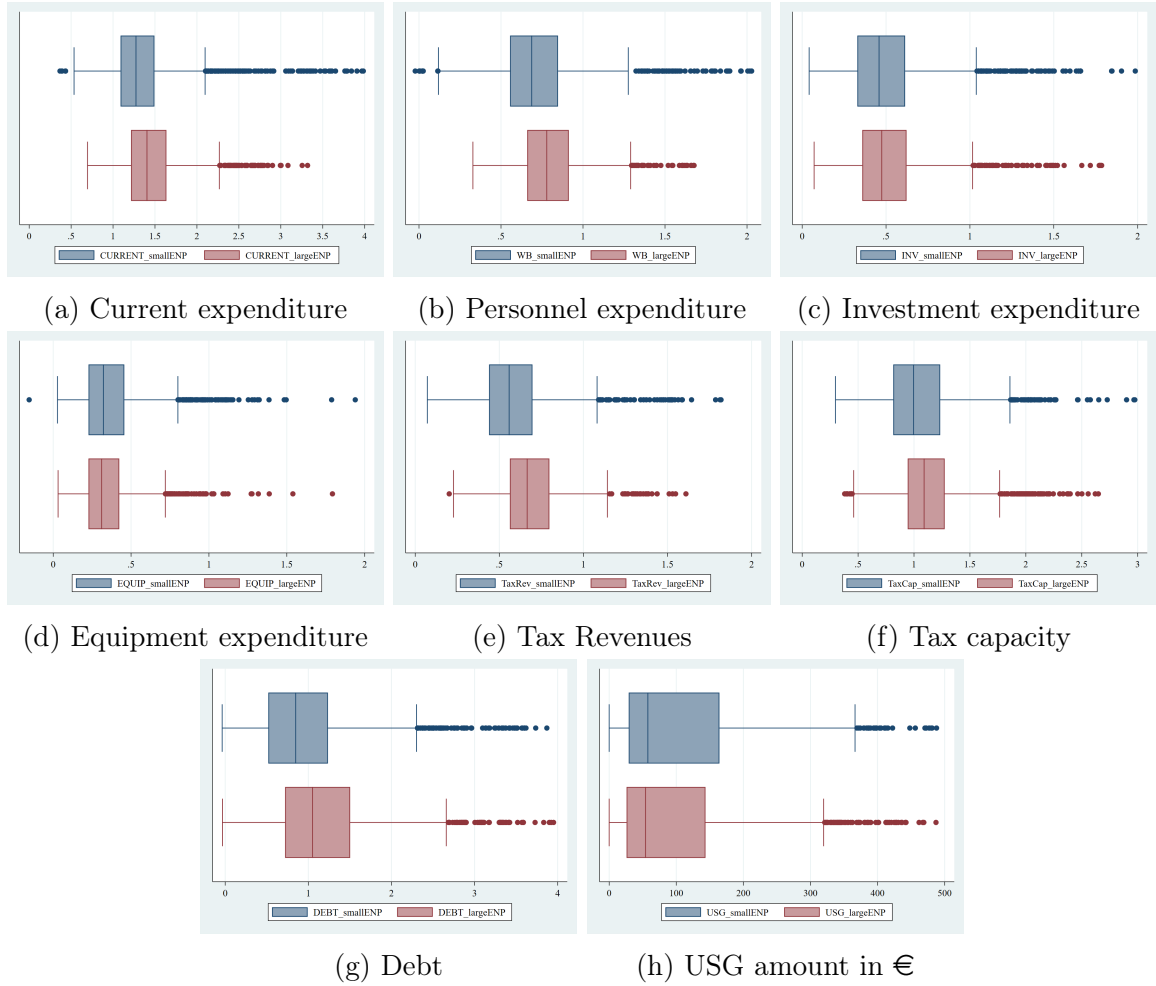 0 .5 1 1.5 2 2.5 3 3.5 4
CURRENT_smallENP CURRENT_largeENP
(a) Current expenditure
0 .5 1 1.5 2
WB_smallENP WB_largeENP
(b) Personnel expenditure
0 .5 1 1.5 2
INV_smallENP INV_largeENP
(c) Investment expenditure
0 .5 1 1.5 2
EQUIP_smallENP EQUIP_largeENP
(d) Equipment expenditure
0 .5 1 1.5 2
TaxRev_smallENP TaxRev_largeENP
(e) Tax Revenues
0 .5 1 1.5 2 2.5 3
TaxCap_smallENP TaxCap_largeENP
(f) Tax capacity
0 1 2 3 4
DEBT_smallENP DEBT_largeENP
(g) Debt
0 100 200 300 400 500
USG_smallENP USG_largeENP
(h) USG amount in €